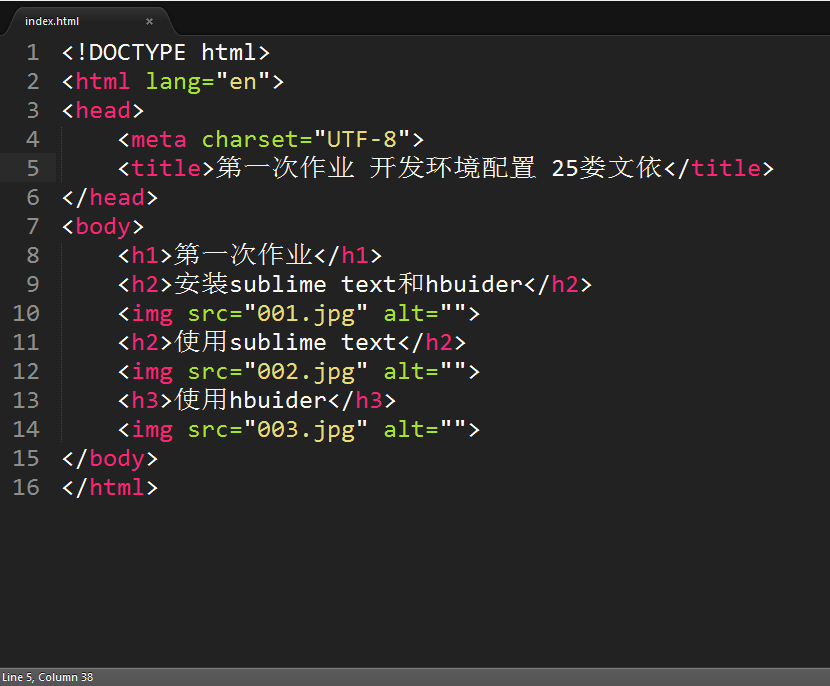 index.html ×
1 <!DOCTYPE html>
2 <html lang="en">
3 <head>
4     <meta charset="UTF-8">
5     <title>第一次作业 开发环境配置 25娄文依</title>
6 </head>
7 <body>
8     <h1>第一次作业</h1>
9     <h2>安装sublime text和hbuider</h2>
10     <img src="001.jpg" alt="">
11     <h2>使用sublime text</h2>
12     <img src="002.jpg" alt="">
13     <h3>使用hbuider</h3>
14     <img src="003.jpg" alt="">
15 </body>
16 </html>
Line 5, Column 38